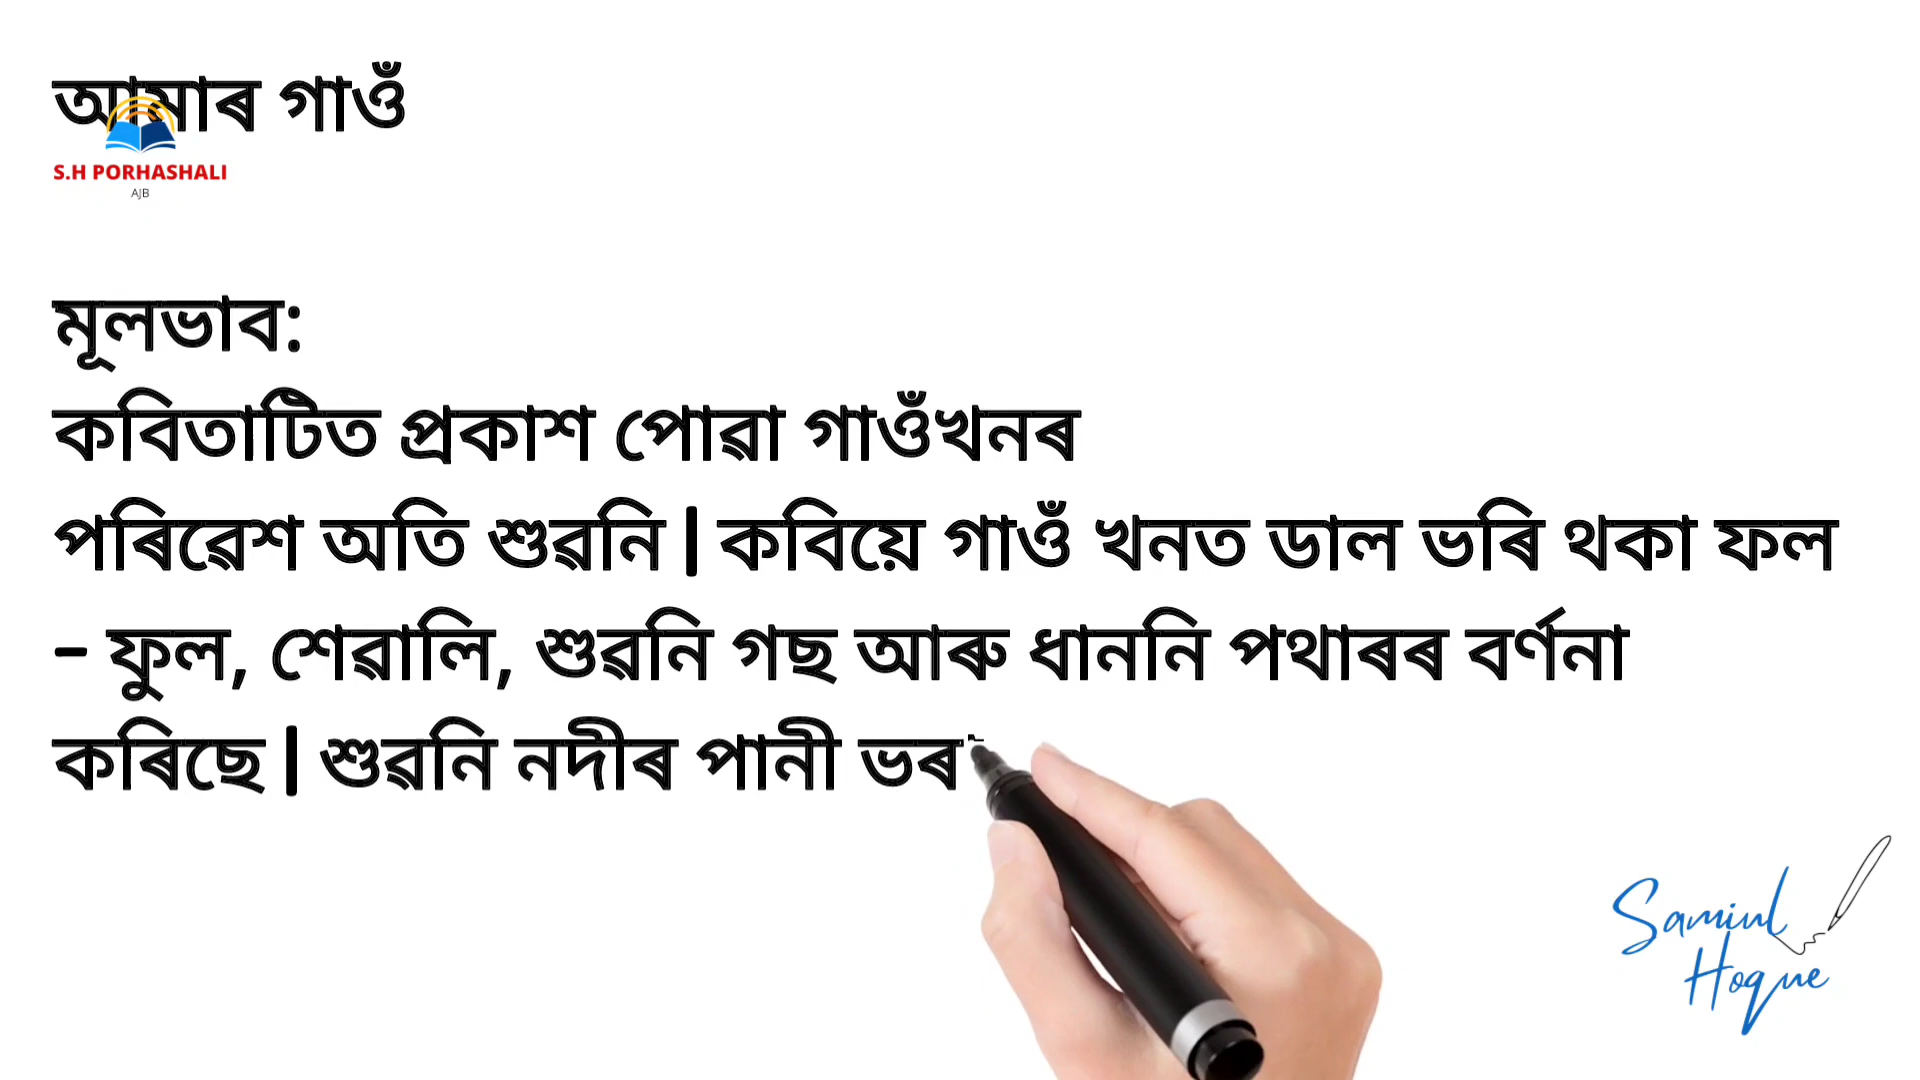 আমাৰ গাওঁ
S.H PORHASHALI
AJB
মূলভাব:
কবিতাটিত প্ৰকাশ পোৱা গাওঁখনৰ
পৰিৱেশ অতি শুৱনি | কবিয়ে গাওঁ খনত ডাল ভৰি থকা ফল
– ফুল, শেৱালি, শুৱনি গছ আৰু ধাননি পথাৰৰ বৰ্ণনা
কৰিছে | শুৱনি নদীৰ পানী ভৰ
Samiul
Hoque